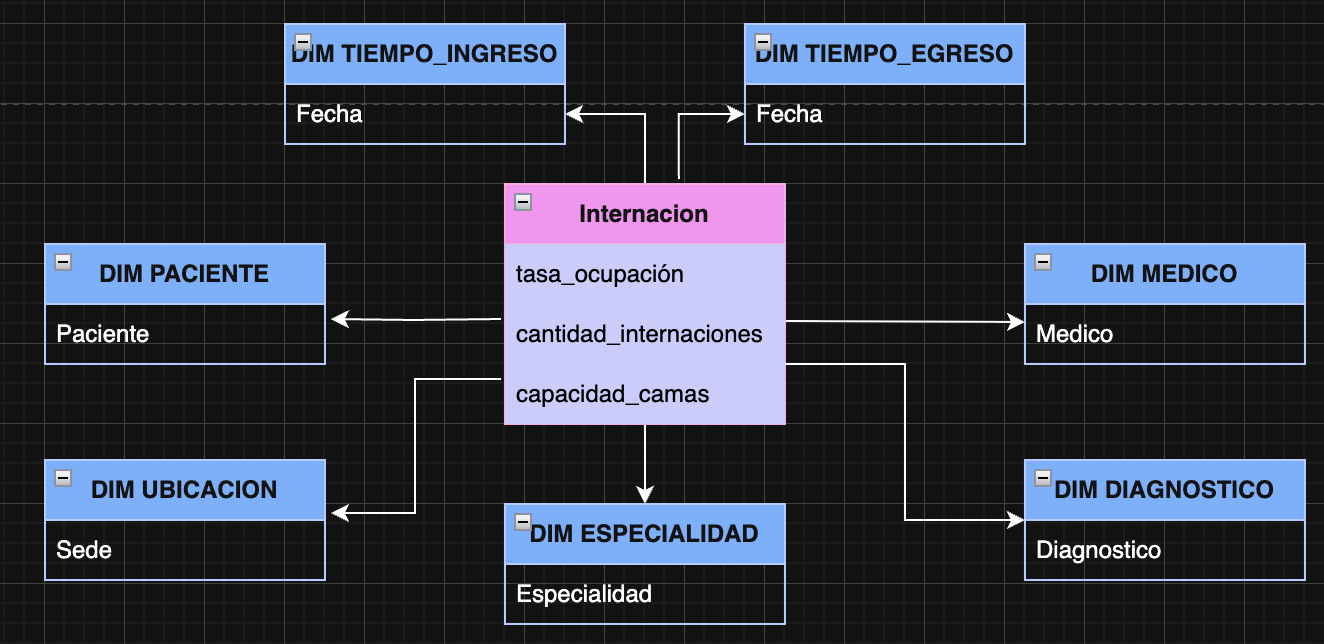 DIM TIEMPO_INGRESO
Fecha
DIM TIEMPO_EGRESO
Fecha
Internacion
tasa_ocupación
cantidad_internaciones
capacidad_camas
DIM PACIENTE
Paciente
DIM MEDICO
Medico
DIM UBICACION
Sede
DIM ESPECIALIDAD
Especialidad
DIM DIAGNOSTICO
Diagnostico